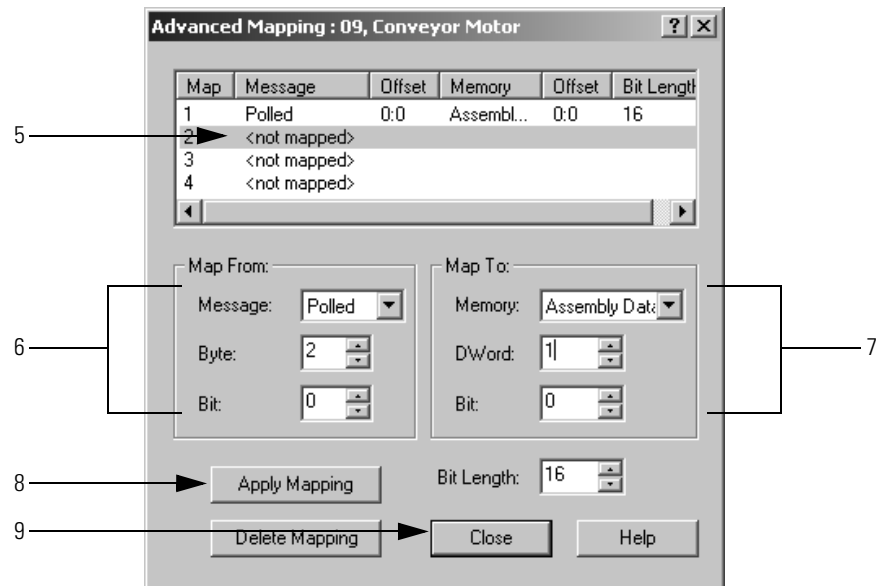 Advanced Mapping : 09, Conveyor Motor
Map Message Offset Memory Offset Bit Length
1 Polled 0:0 Assembl... 0:0 16
5
2 <not mapped>
3 <not mapped>
4 <not mapped>
Map From:
Map To:
Message: Polled
Memory: Assembly Data
6
Byte: 2
DWord: 1
7
Bit: 0
Bit: 0
8
Apply Mapping
Bit Length: 16
9
Delete Mapping
Close
Help